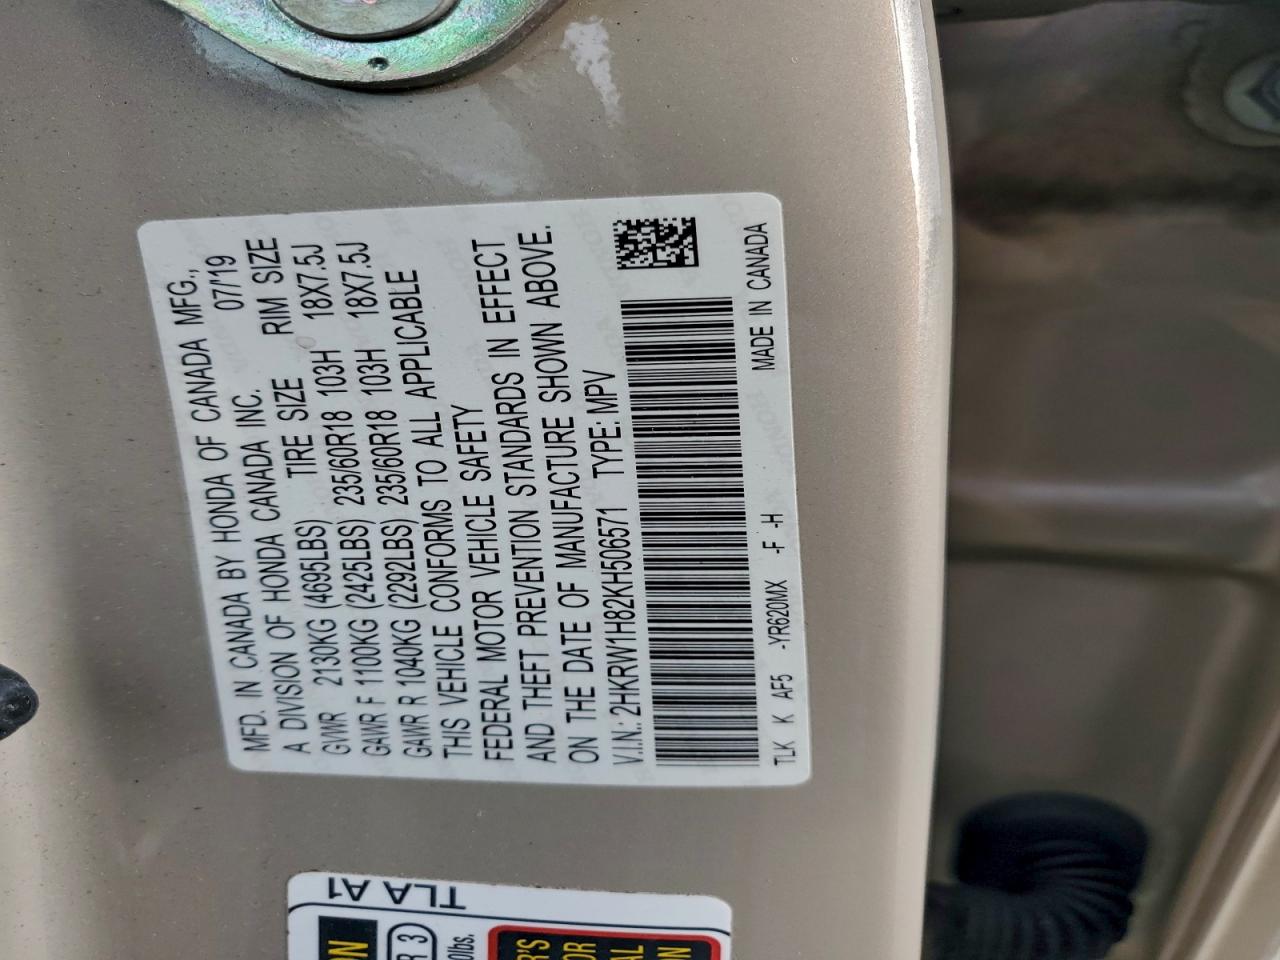 MFD. IN CANADA BY HONDA OF CANADA MFG.,
A DIVISION OF HONDA CANADA INC. 07/'19
GVWR 2130KG (4695LBS) TIRE SIZE RIM SIZE
GAWR F 1100KG (2425LBS) 235/60R18 103H 18X7.5J
GAWR R 1040KG (2292LBS) 235/60R18 103H 18X7.5J
THIS VEHICLE CONFORMS TO ALL APPLICABLE
FEDERAL MOTOR VEHICLE SAFETY
AND THEFT PREVENTION STANDARDS IN EFFECT
ON THE DATE OF MANUFACTURE SHOWN ABOVE.
V.I.N.: 2HKRW1H82KH506571 TYPE: MPV
TLK K AF5 -YR620MX -F -H MADE IN CANADA
TLA A1